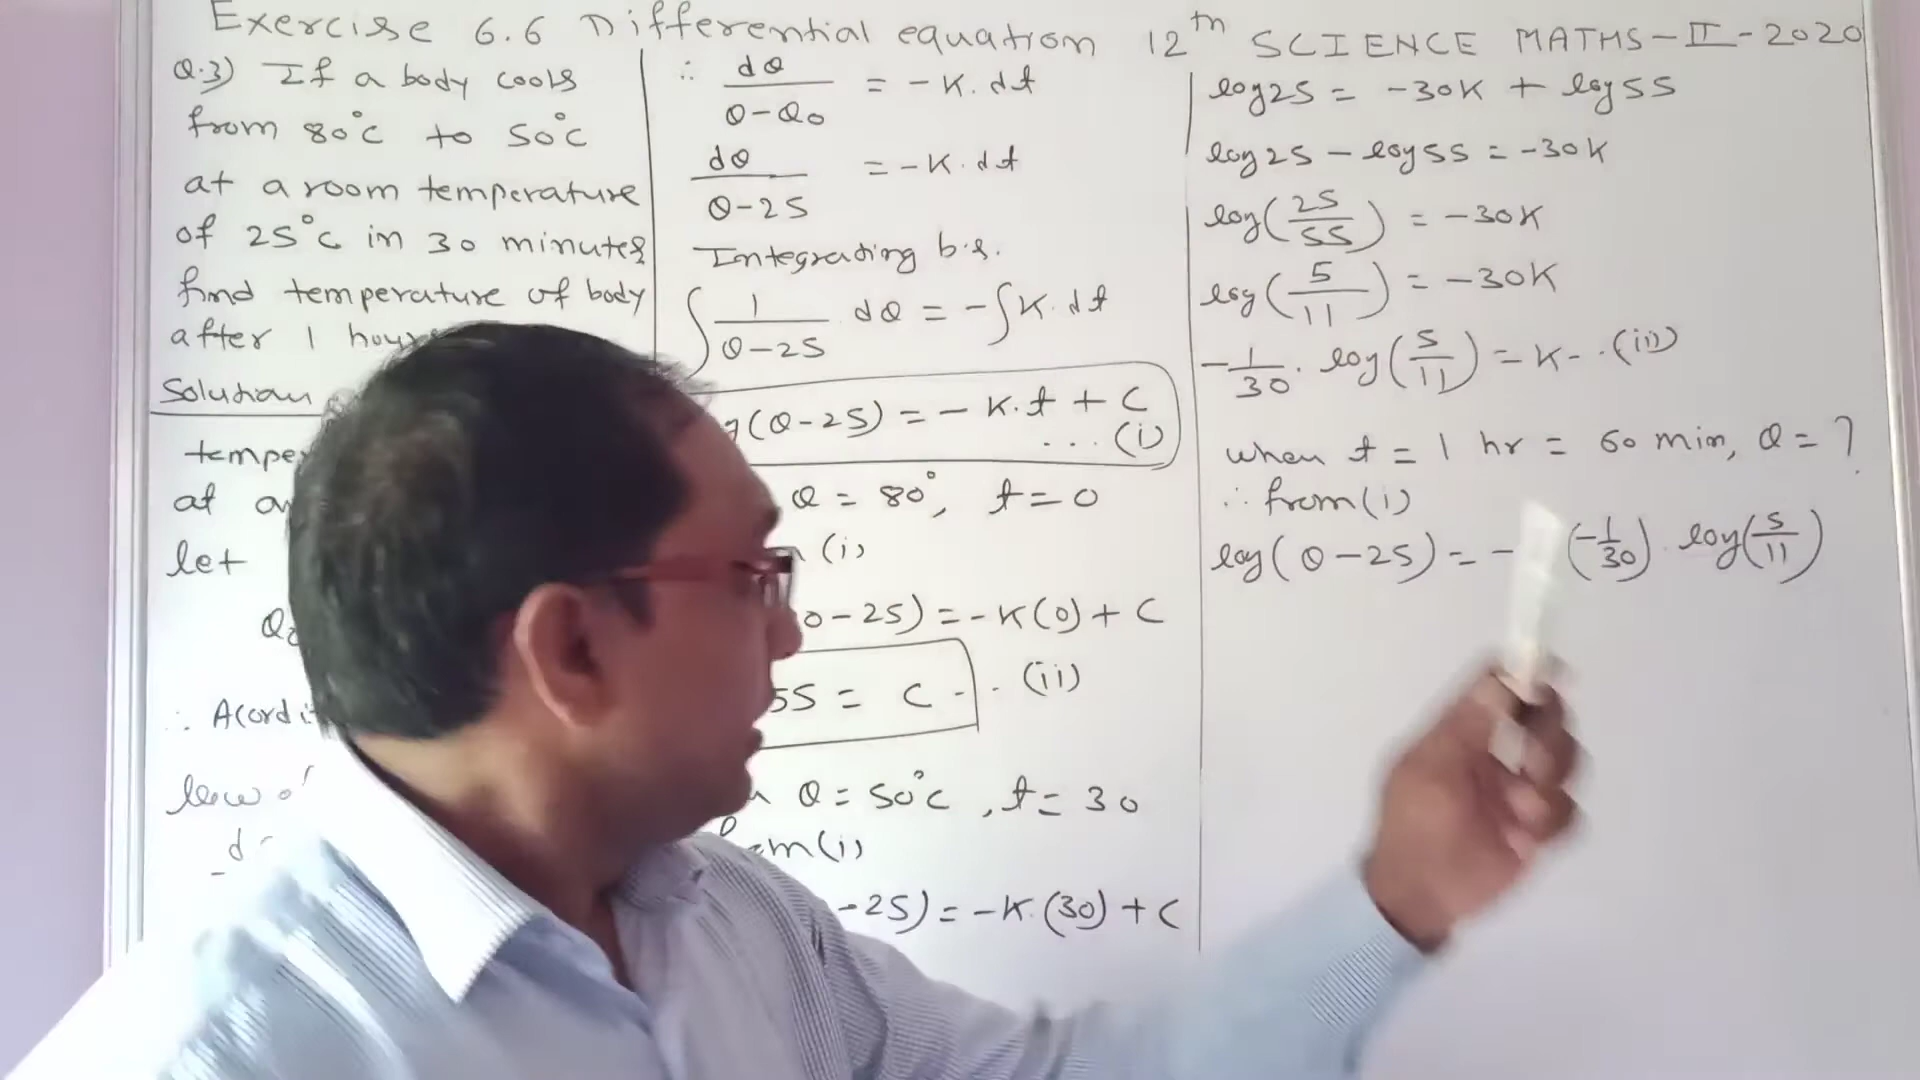 Exercise 6.6 Differential equation 12th SCIENCE MATHS-II-2020
Q.3) If a body cools
from 80°c to 50°c
at a room temperature
of 25°c in 30 minutes
find temperature of body
after 1 hour
Solution
at
let
∴ Acordi
dθ/(θ-θ₀) = -K.dt
∴ dθ/(θ-25) = -K.dt
Integrating b.s.
∫ 1/(θ-25) dθ = -∫K.dt
(θ-25) = -K.t + C
... (i)
θ = 80°, t=0
(i)
0-25) = -K(0) + C
55 = C .. (ii)
θ = 50°c , t= 30
m(i)
-25) = -K.(30) + C
log25 = -30K + log55
log25 - log55 = -30K
log(25/55) = -30K
log(5/11) = -30K
-1/30 . log(5/11) = K- ..(iii)
when t = 1 hr = 60 min, θ = ?
∴ from(i)
log(θ-25) = - (-1/30) . log(5/11)